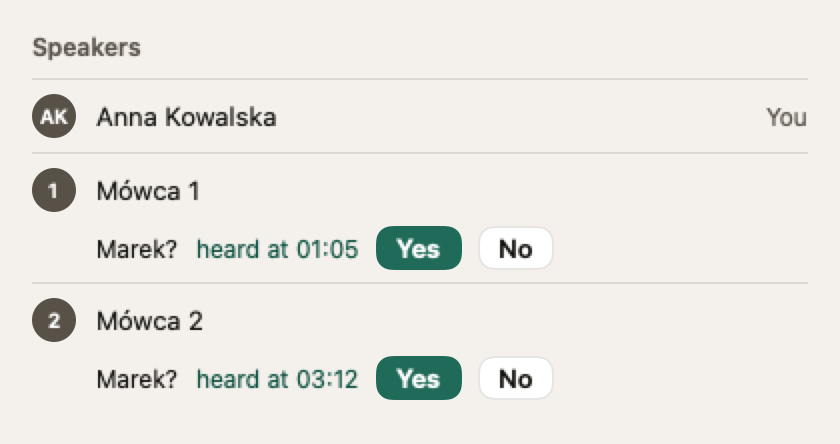 Speakers
AK Anna Kowalska You
1 Mówca 1
Marek? heard at 01:05 Yes No
2 Mówca 2
Marek? heard at 03:12 Yes No